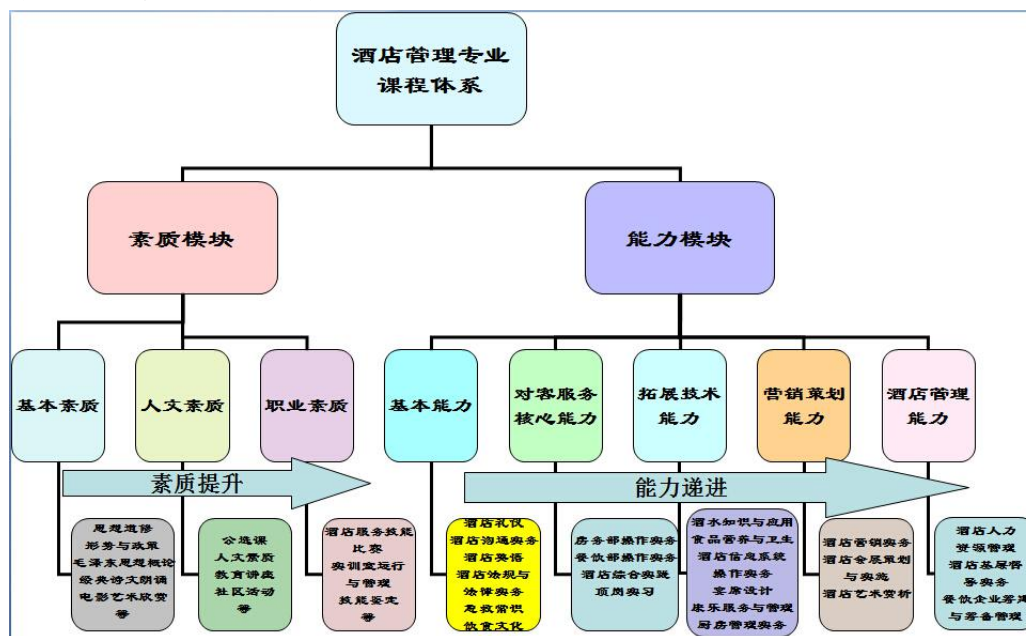 酒店管理专业
课程体系
素质模块
能力模块
基本素质
人文素质
职业素质
基本能力
对客服务
核心能力
拓展技术
能力
营销策划
能力
酒店管理
能力
素质提升
能力递进
思想道修
形势与政策
毛泽东思想概论
经典诗文朗诵
电影艺术欣赏
等
公选课
人文素质
教育讲座
社区活动
等
酒店服务技能
比赛
实训室运行
与管理
技能鉴定等
等
酒店礼仪
酒店沟通实务
酒店英语
酒店法规与
法律实务
急救常识
饮食文化
房务部操作实务
餐饮部操作实务
酒店综合实践
顶岗实习
酒水知识与应用
食品营养与卫生
酒店信息系统
操作实务
宴席设计
康乐服务与管理
厨房管理实务
酒店营销实务
酒店会展策划
与实施
酒店艺术赏析
酒店人力
资源管理
酒店基层督
导实务
餐饮企业筹建
与筹备管理